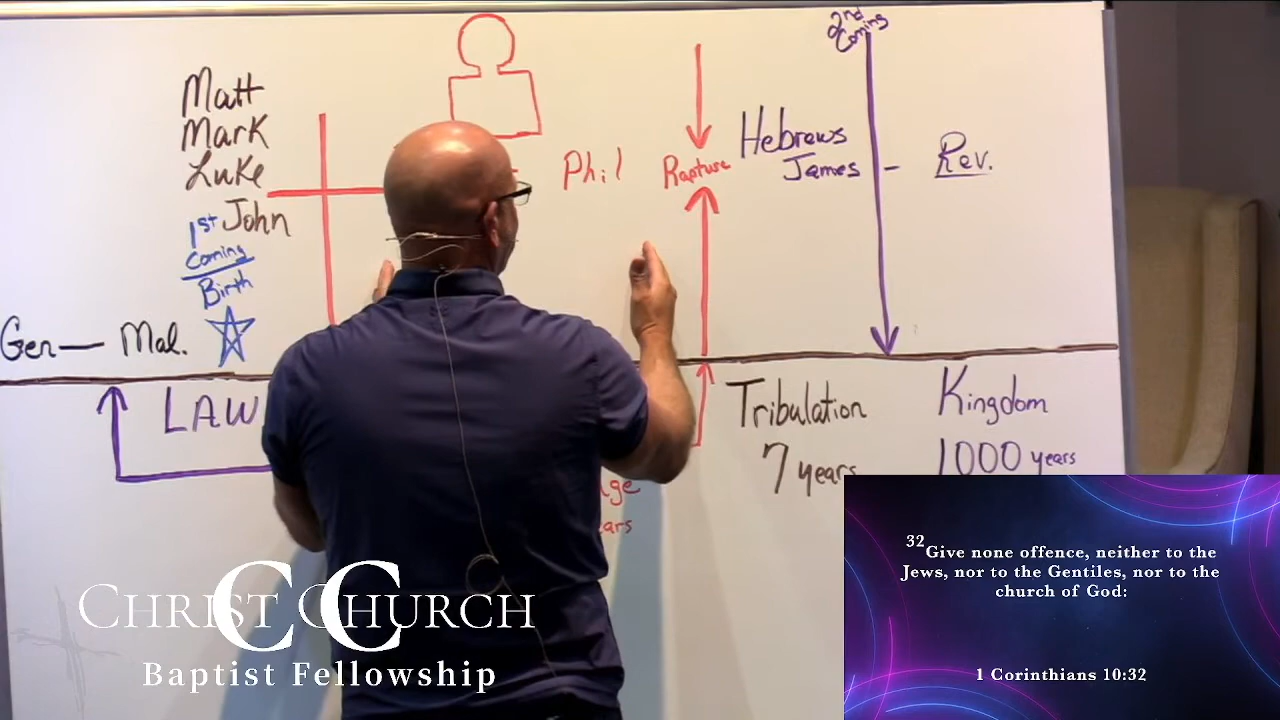 Matt
Mark
Luke
John
1st
Coming
Birth
Gen — Mal.
LAW
Phil
Rapture
Hebrews
James
2nd
Coming
Rev.
Tribulation
7 years
Kingdom
1000 years
CC
CHRIST CHURCH
Baptist Fellowship
32 Give none offence, neither to the
Jews, nor to the Gentiles, nor to the
church of God:
1 Corinthians 10:32